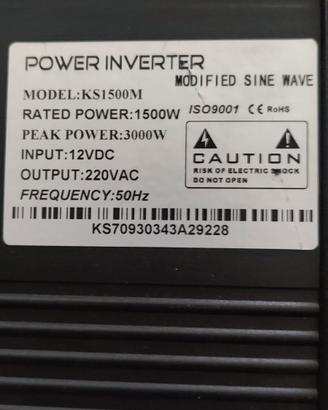 POWER INVERTER
MODIFIED SINE WAVE
MODEL:KS1500M
RATED POWER:1500W
ISO9001 CE RoHS
PEAK POWER:3000W
INPUT:12VDC
CAUTION
RISK OF ELECTRIC SHOCK
DO NOT OPEN
OUTPUT:220VAC
FREQUENCY:50Hz
KS70930343A29228